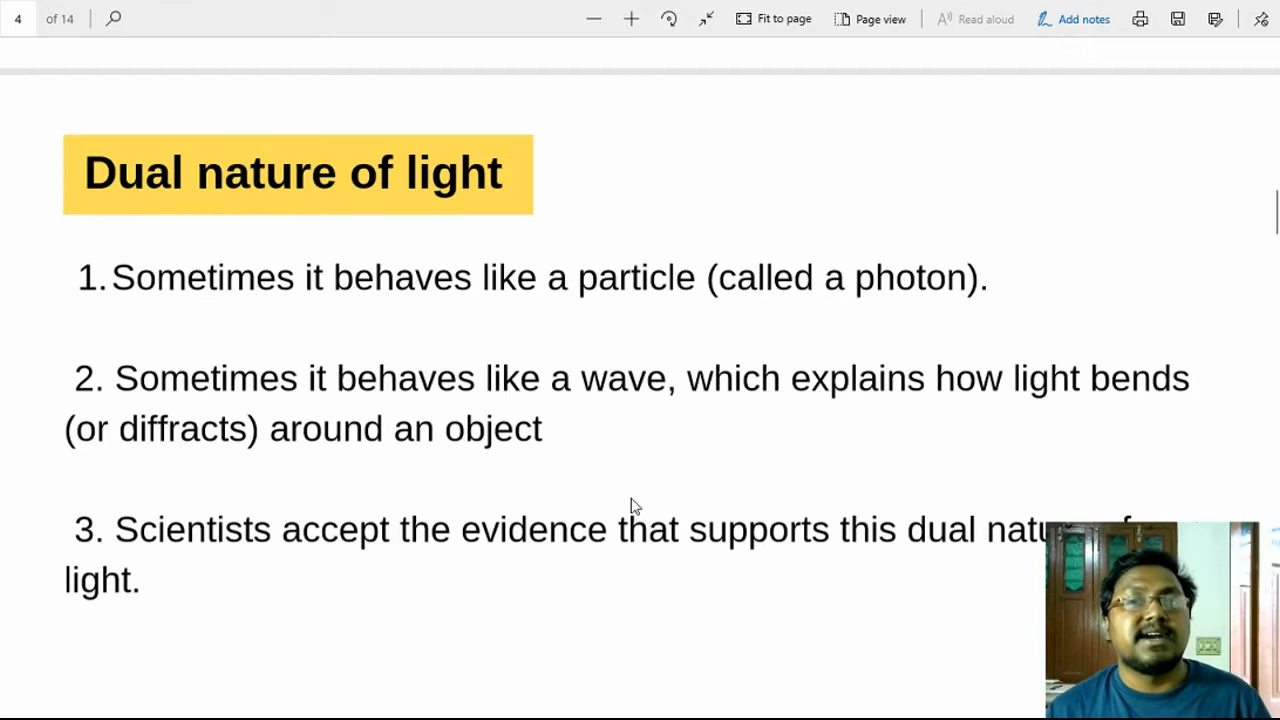 4 of 14 Fit to page Page view Read aloud Add notes
Dual nature of light
1. Sometimes it behaves like a particle (called a photon).
2. Sometimes it behaves like a wave, which explains how light bends
(or diffracts) around an object
3. Scientists accept the evidence that supports this dual
light.